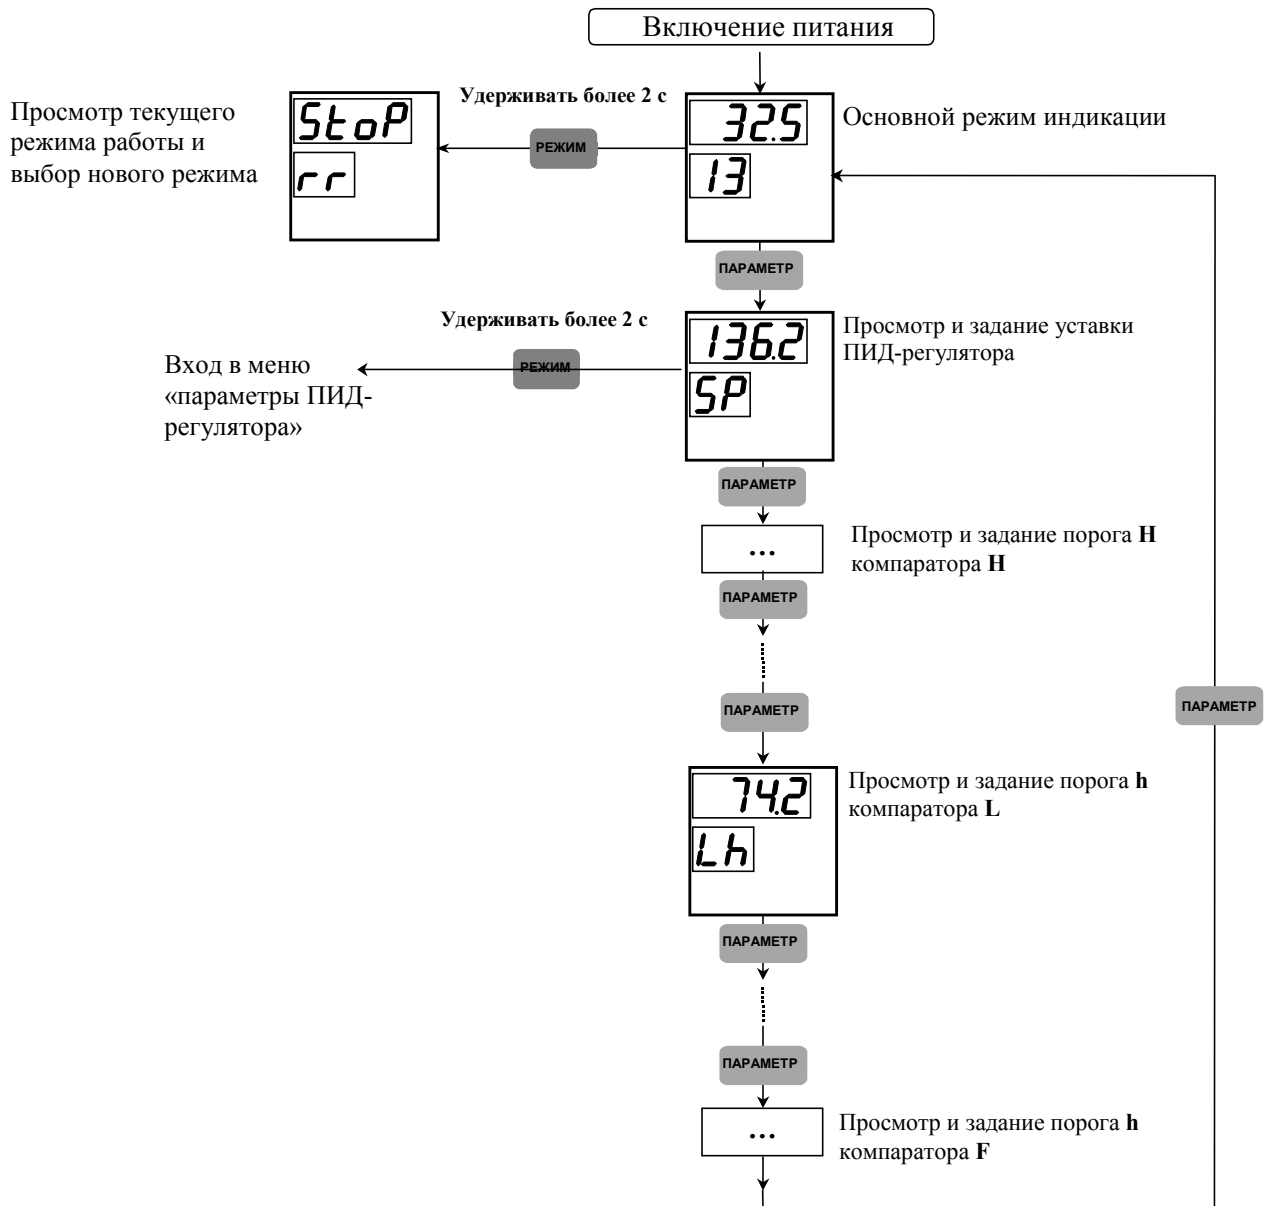 Включение питания
Удерживать более 2 с
Просмотр текущего
режима работы и
выбор нового режима
StoP
rr
РЕЖИМ
32.5
13
Основной режим индикации
ПАРАМЕТР
Удерживать более 2 с
Вход в меню
«параметры ПИД-
регулятора»
РЕЖИМ
136.2
SP
Просмотр и задание уставки
ПИД-регулятора
ПАРАМЕТР
...
Просмотр и задание порога H
компаратора H
ПАРАМЕТР
ПАРАМЕТР
ПАРАМЕТР
74.2
L.h
Просмотр и задание порога h
компаратора L
ПАРАМЕТР
ПАРАМЕТР
...
Просмотр и задание порога h
компаратора F